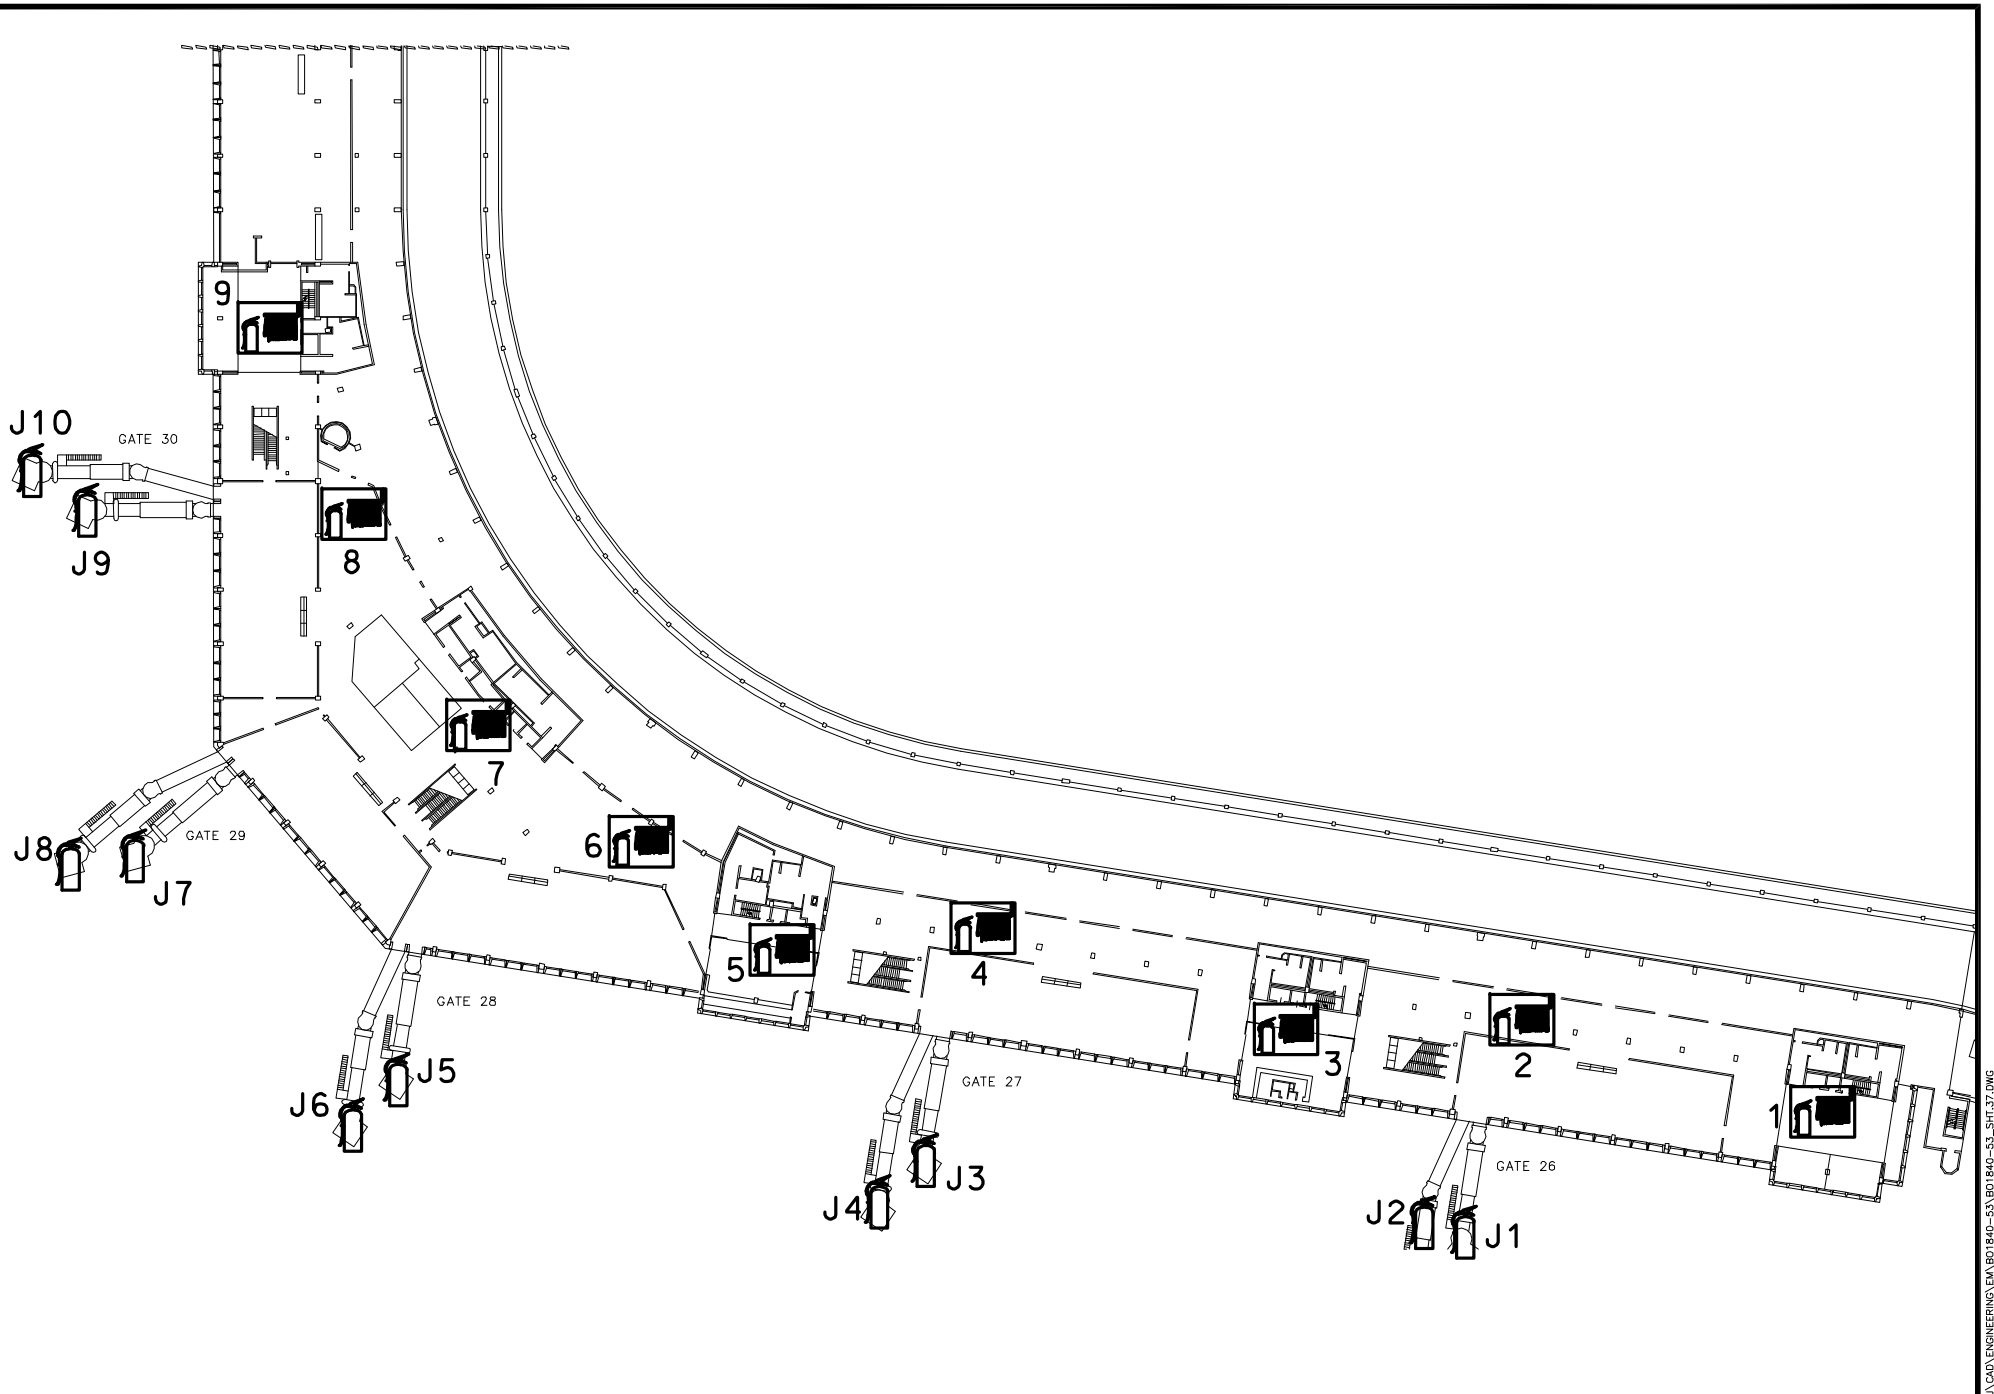 9
J10
GATE 30
J9
8
7
J8
GATE 29
J7
6
5
4
GATE 28
J5
J6
3
2
GATE 27
1
J3
J4
GATE 26
J2
J1
J:\CAD\ENGINEERING\EM\B01840-53\B01840-53_SHT.37.DWG